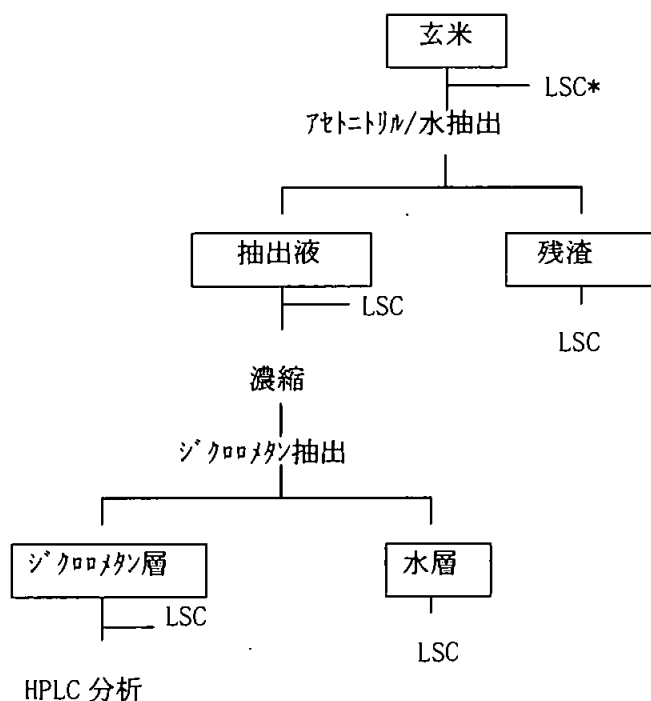 玄米
LSC*
ｱｾﾄﾆﾄﾘﾙ/水抽出
抽出液
残渣
LSC
LSC
濃縮
ｼﾞｸﾛﾛﾒﾀﾝ抽出
ｼﾞｸﾛﾛﾒﾀﾝ層
水層
LSC
LSC
HPLC 分析